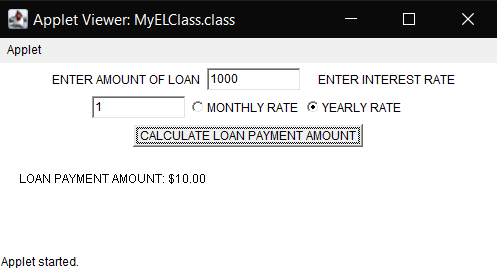 Applet Viewer: MyELClass.class
Applet
ENTER AMOUNT OF LOAN 1000 ENTER INTEREST RATE
1 MONTHLY RATE YEARLY RATE
CALCULATE LOAN PAYMENT AMOUNT
LOAN PAYMENT AMOUNT: $10.00
Applet started.